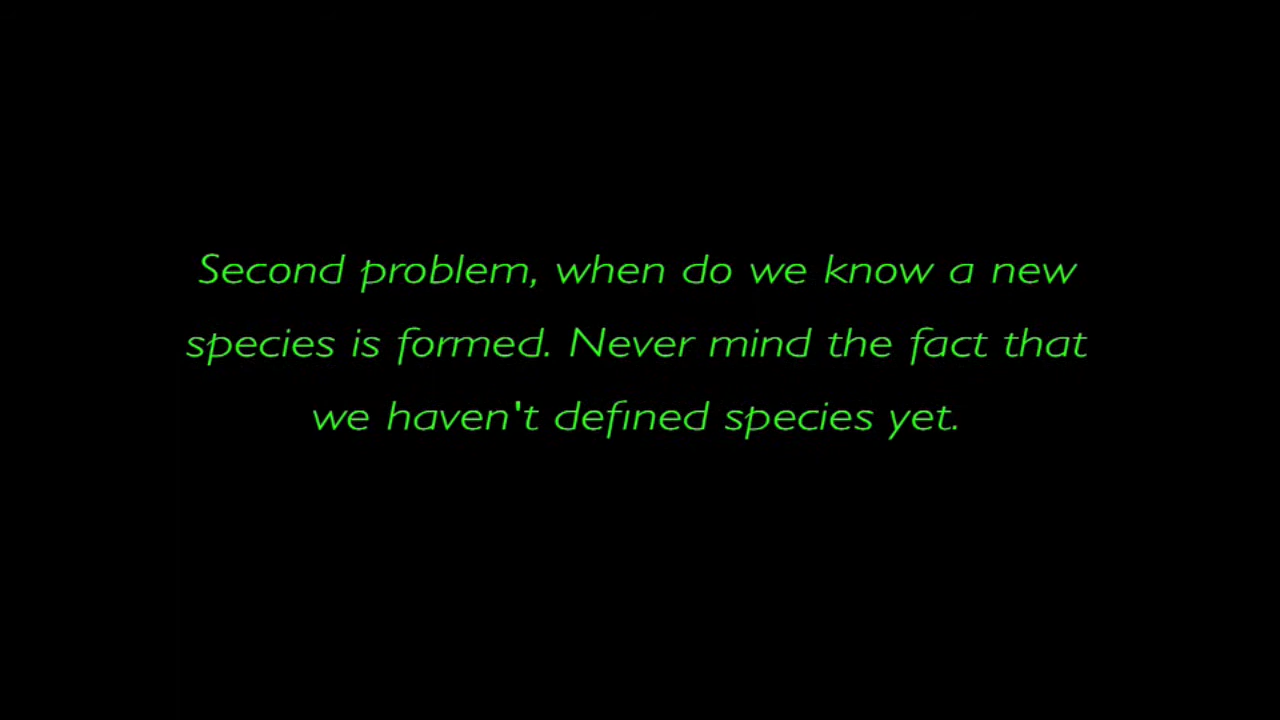 Second problem, when do we know a new
species is formed. Never mind the fact that
we haven't defined species yet.